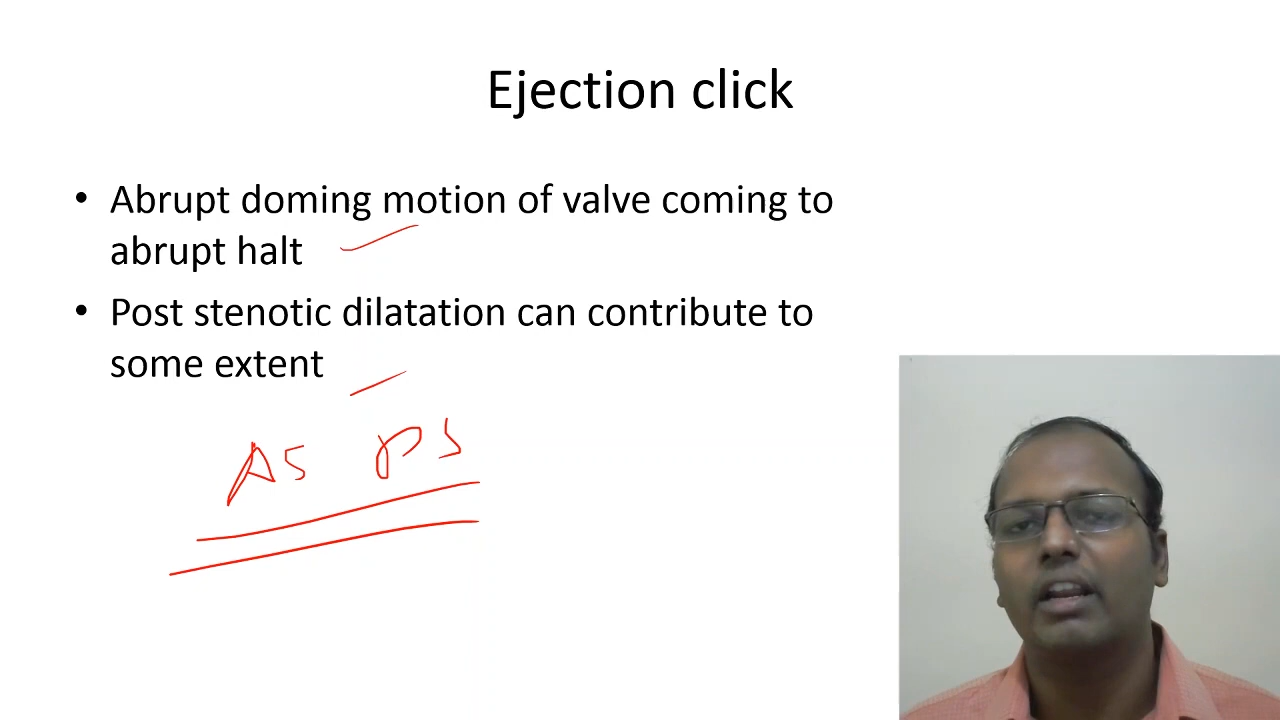 Ejection click
• Abrupt doming motion of valve coming to
abrupt halt
• Post stenotic dilatation can contribute to
some extent
AS PS